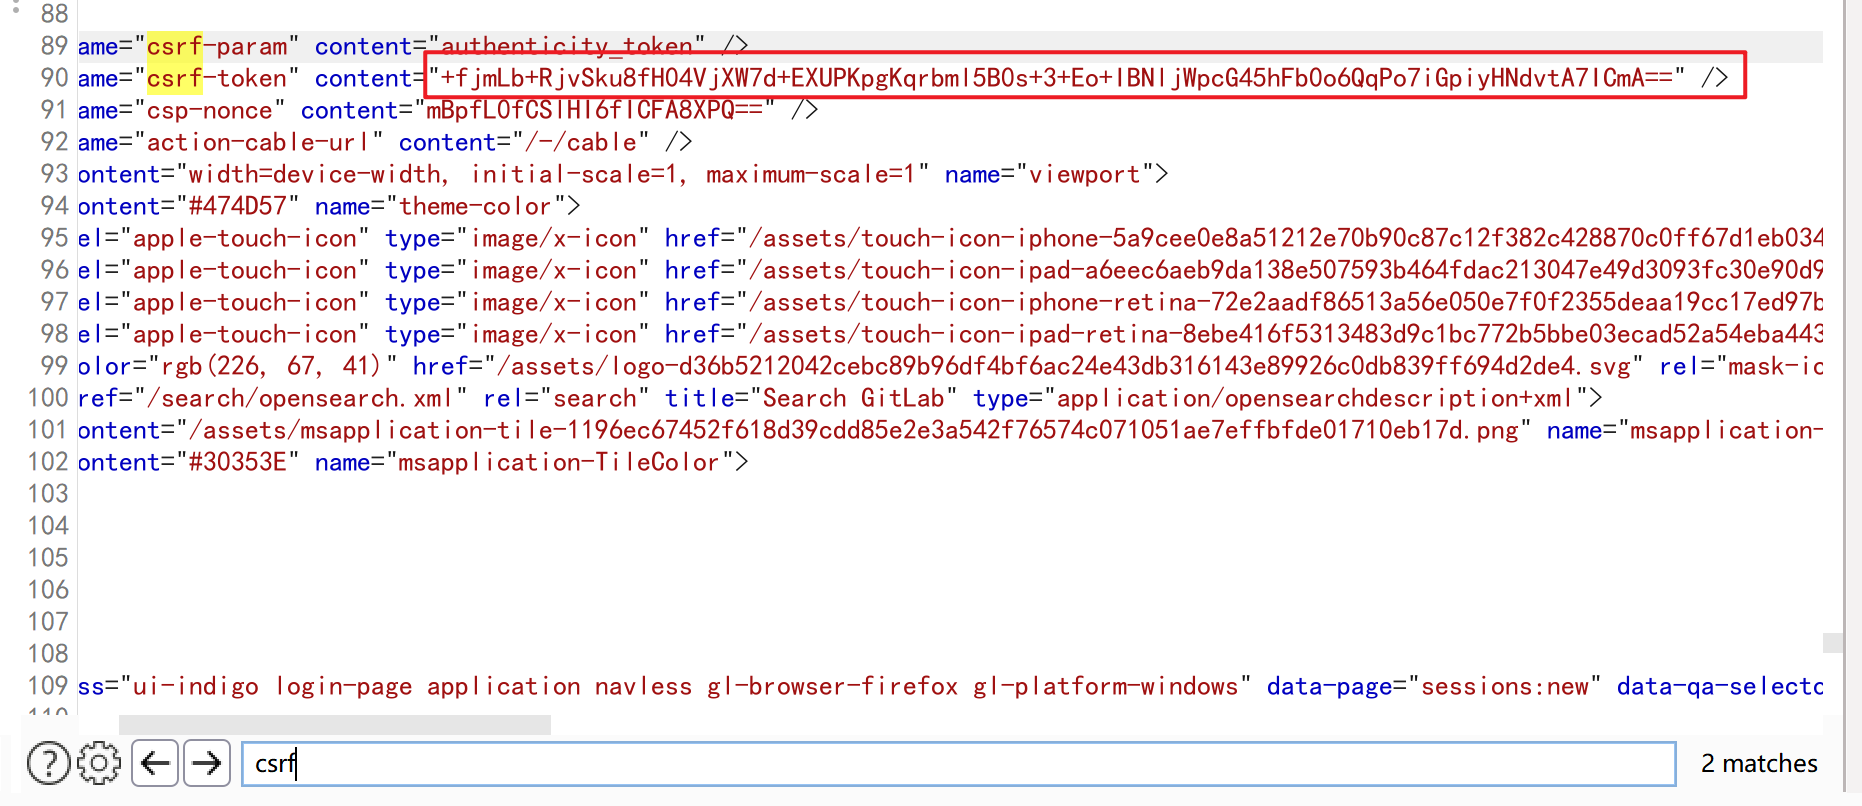 88
89 ame="csrf-param" content="authenticity_token" />
90 ame="csrf-token" content="+fjmLb+RjvSku8fH04VjXW7d+EXUPKpgKqrbml5B0s+3+Eo+IBNljWpcG45hFb0o6QqPo7iGpiyHNdvtA7lCmA==" />
91 ame="csp-nonce" content="mBpfL0fCSlHI6flCFA8XPQ==" />
92 ame="action-cable-url" content="/-/cable" />
93 ontent="width=device-width, initial-scale=1, maximum-scale=1" name="viewport">
94 ontent="#474D57" name="theme-color">
95 el="apple-touch-icon" type="image/x-icon" href="/assets/touch-icon-iphone-5a9cee0e8a51212e70b90c87c12f382c428870c0ff67d1eb034
96 el="apple-touch-icon" type="image/x-icon" href="/assets/touch-icon-ipad-a6eec6aeb9da138e507593b464fdac213047e49d3093fc30e90d9
97 el="apple-touch-icon" type="image/x-icon" href="/assets/touch-icon-iphone-retina-72e2aadf86513a56e050e7f0f2355deaa19cc17ed97b
98 el="apple-touch-icon" type="image/x-icon" href="/assets/touch-icon-ipad-retina-8ebe416f5313483d9c1bc772b5bbe03ecad52a54eba443
99 olor="rgb(226, 67, 41)" href="/assets/logo-d36b5212042cebc89b96df4bf6ac24e43db316143e89926c0db839ff694d2de4.svg" rel="mask-ic
100 ref="/search/opensearch.xml" rel="search" title="Search GitLab" type="application/opensearchdescription+xml">
101 ontent="/assets/msapplication-tile-1196ec67452f618d39cdd85e2e3a542f76574c071051ae7effbfde01710eb17d.png" name="msapplication-
102 ontent="#30353E" name="msapplication-TileColor">
103
104
105
106
107
108
109 ss="ui-indigo login-page application navless gl-browser-firefox gl-platform-windows" data-page="sessions:new" data-qa-selectc
110
csrf
2 matches